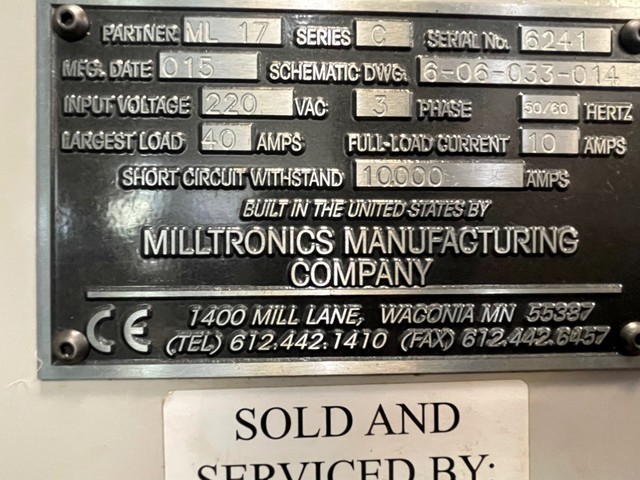 PARTNER ML 17 SERIES C SERIAL No. 6241
MFG. DATE 015 SCHEMATIC DWG. 6-06-033-014
INPUT VOLTAGE 220 VAC 3 PHASE 50/60 HERTZ
LARGEST LOAD 40 AMPS FULL-LOAD CURRENT 10 AMPS
SHORT CIRCUIT WITHSTAND 10000 AMPS
BUILT IN THE UNITED STATES BY
MILLTRONICS MANUFACTURING
COMPANY
CE 1400 MILL LANE, WACONIA MN 55387
(TEL) 612.442.1410 (FAX) 612.442.6457
SOLD AND
SERVICED BY: